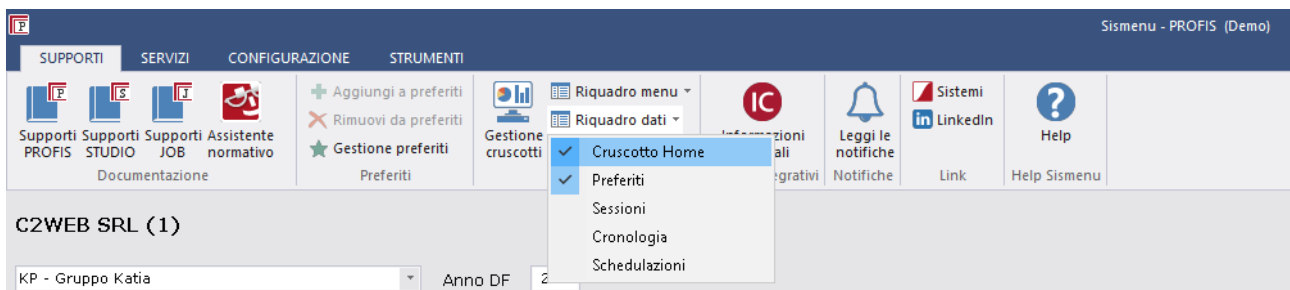 Sismenu - PROFIS (Demo)
SUPPORTI SERVIZI CONFIGURAZIONE STRUMENTI
P S J
Supporti PROFIS
Supporti STUDIO
Supporti JOB
Assistente normativo
Documentazione
Aggiungi a preferiti
Rimuovi da preferiti
Gestione preferiti
Preferiti
Gestione cruscotti
Riquadro menu
Riquadro dati
Cruscotto Home
Preferiti
Sessioni
Cronologia
Schedulazioni
IC
Leggi le notifiche
Notifiche
Sistemi
in LinkedIn
Link
?
Help
Help Sismenu
C2WEB SRL (1)
KP - Gruppo Katia Anno DF